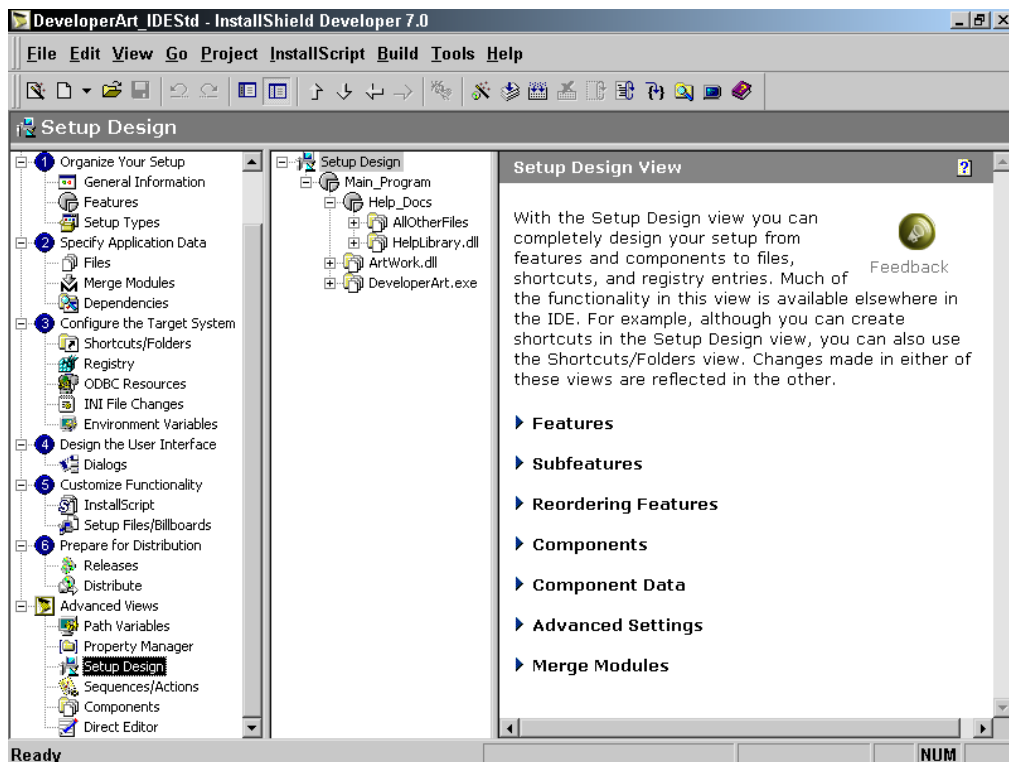 DeveloperArt_IDEStd - InstallShield Developer 7.0
File Edit View Go Project InstallScript Build Tools Help
Setup Design
1 Organize Your Setup
General Information
Features
Setup Types
2 Specify Application Data
Files
Merge Modules
Dependencies
3 Configure the Target System
Shortcuts/Folders
Registry
ODBC Resources
INI File Changes
Environment Variables
4 Design the User Interface
Dialogs
5 Customize Functionality
InstallScript
Setup Files/Billboards
6 Prepare for Distribution
Releases
Distribute
Advanced Views
Path Variables
Property Manager
Setup Design
Sequences/Actions
Components
Direct Editor
Setup Design
Main_Program
Help_Docs
AllOtherFiles
HelpLibrary.dll
ArtWork.dll
DeveloperArt.exe
Setup Design View
With the Setup Design view you can
completely design your setup from
features and components to files,
shortcuts, and registry entries. Much of
the functionality in this view is available elsewhere in
the IDE. For example, although you can create
shortcuts in the Setup Design view, you can also use
the Shortcuts/Folders view. Changes made in either of
these views are reflected in the other.
Feedback
Features
Subfeatures
Reordering Features
Components
Component Data
Advanced Settings
Merge Modules
Ready
NUM